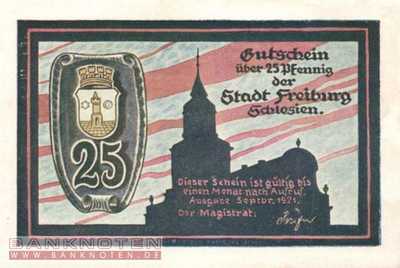 Gutschein
über 25 Pfennig
der
Stadt Freiburg
Schlesien.
25
Dieser Schein ist gültig bis
einen Monat nach Aufruf.
Ausgabe Septbr. 1921.
Der Magistrat:
BANKNOTEN
WWW.BANKNOTEN.DE